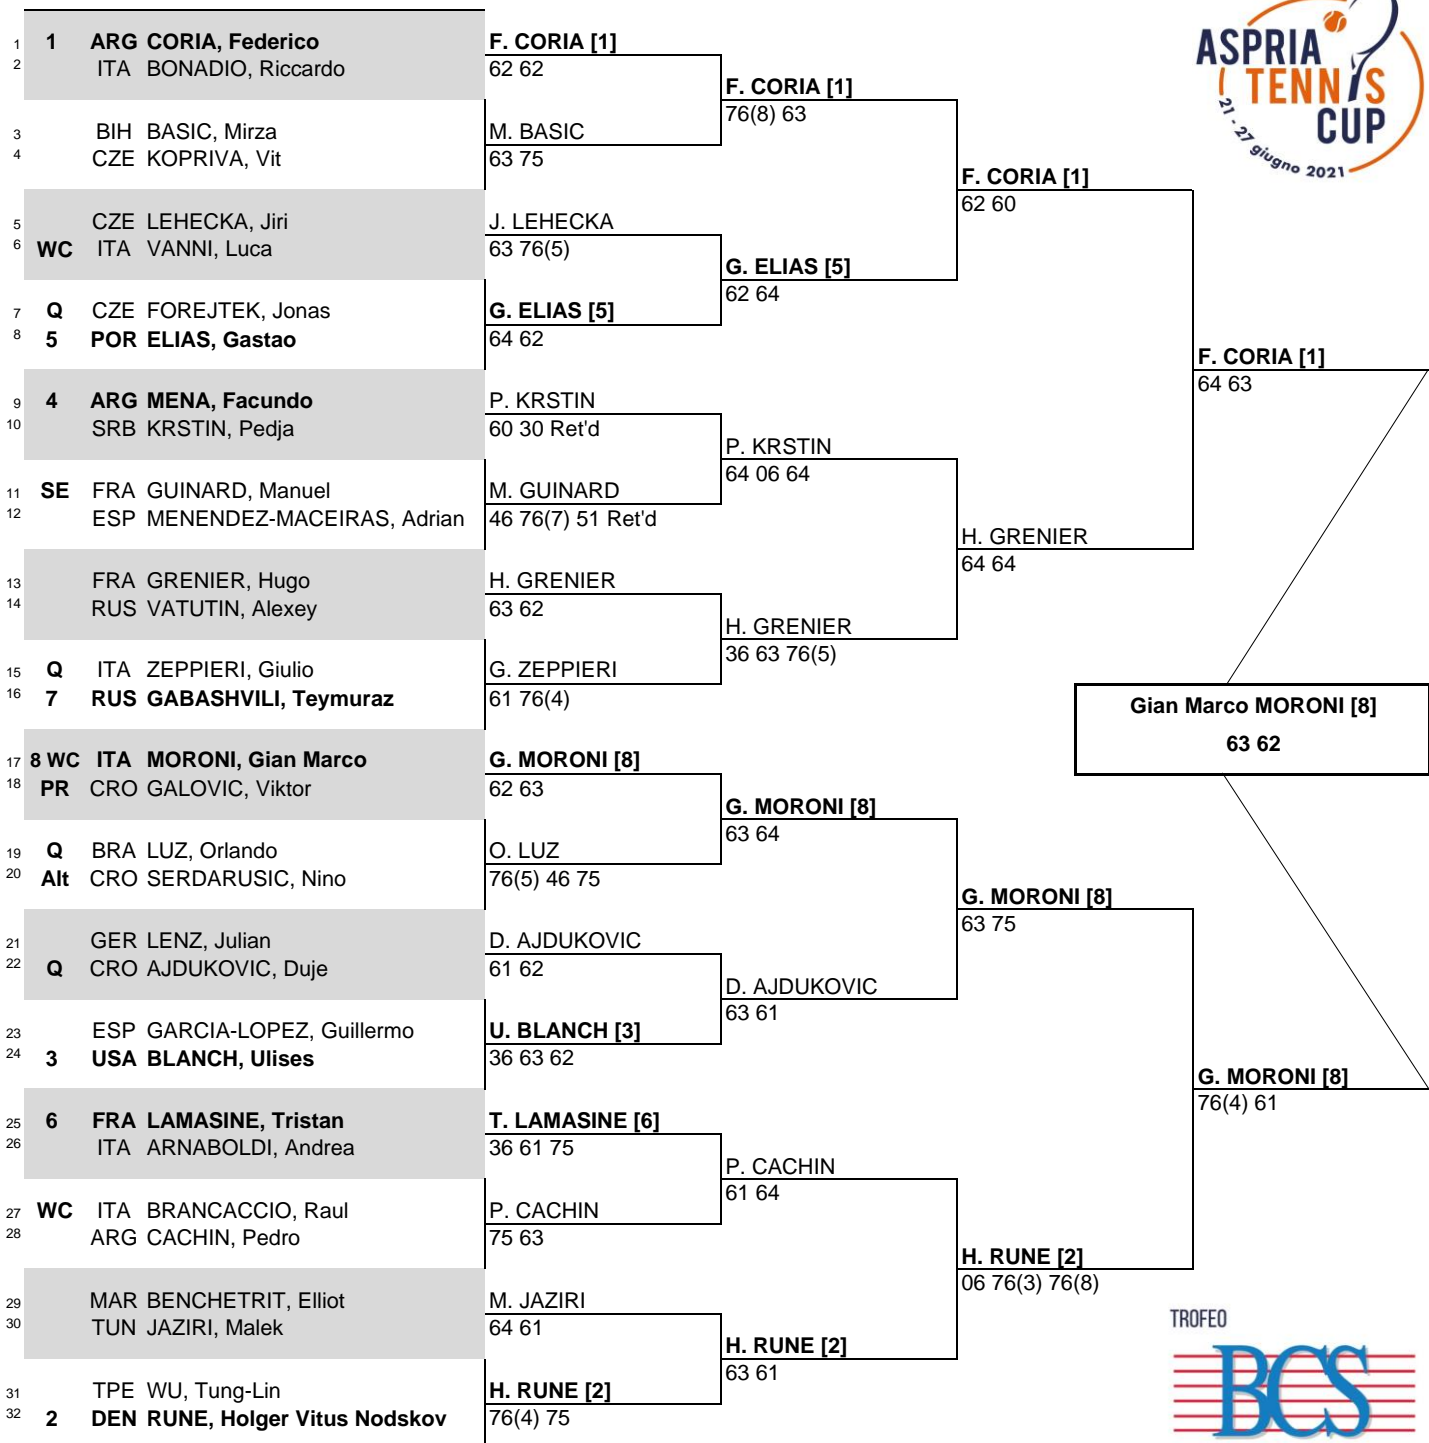 ASPRIA
TENNIS
CUP
21 - 27 giugno 2021
1 1 ARG CORIA, Federico
2 ITA BONADIO, Riccardo
3 BIH BASIC, Mirza
4 CZE KOPRIVA, Vit
5 CZE LEHECKA, Jiri
6 WC ITA VANNI, Luca
7 Q CZE FOREJTEK, Jonas
8 5 POR ELIAS, Gastao
9 4 ARG MENA, Facundo
10 SRB KRSTIN, Pedja
11 SE FRA GUINARD, Manuel
12 ESP MENENDEZ-MACEIRAS, Adrian
13 FRA GRENIER, Hugo
14 RUS VATUTIN, Alexey
15 Q ITA ZEPPIERI, Giulio
16 7 RUS GABASHVILI, Teymuraz
17 8 WC ITA MORONI, Gian Marco
18 PR CRO GALOVIC, Viktor
19 Q BRA LUZ, Orlando
20 Alt CRO SERDARUSIC, Nino
21 GER LENZ, Julian
22 Q CRO AJDUKOVIC, Duje
23 ESP GARCIA-LOPEZ, Guillermo
24 3 USA BLANCH, Ulises
25 6 FRA LAMASINE, Tristan
26 ITA ARNABOLDI, Andrea
27 WC ITA BRANCACCIO, Raul
28 ARG CACHIN, Pedro
29 MAR BENCHETRIT, Elliot
30 TUN JAZIRI, Malek
31 TPE WU, Tung-Lin
32 2 DEN RUNE, Holger Vitus Nodskov
F. CORIA [1]
62 62
M. BASIC
63 75
J. LEHECKA
63 76(5)
G. ELIAS [5]
64 62
P. KRSTIN
60 30 Ret'd
M. GUINARD
46 76(7) 51 Ret'd
H. GRENIER
63 62
G. ZEPPIERI
61 76(4)
G. MORONI [8]
62 63
O. LUZ
76(5) 46 75
D. AJDUKOVIC
61 62
U. BLANCH [3]
36 63 62
T. LAMASINE [6]
36 61 75
P. CACHIN
75 63
M. JAZIRI
64 61
H. RUNE [2]
76(4) 75
F. CORIA [1]
76(8) 63
G. ELIAS [5]
62 64
P. KRSTIN
64 06 64
H. GRENIER
36 63 76(5)
G. MORONI [8]
63 64
D. AJDUKOVIC
63 61
P. CACHIN
61 64
H. RUNE [2]
63 61
F. CORIA [1]
62 60
H. GRENIER
64 64
G. MORONI [8]
63 75
H. RUNE [2]
06 76(3) 76(8)
F. CORIA [1]
64 63
G. MORONI [8]
76(4) 61
Gian Marco MORONI [8]
63 62
TROFEO
BCS